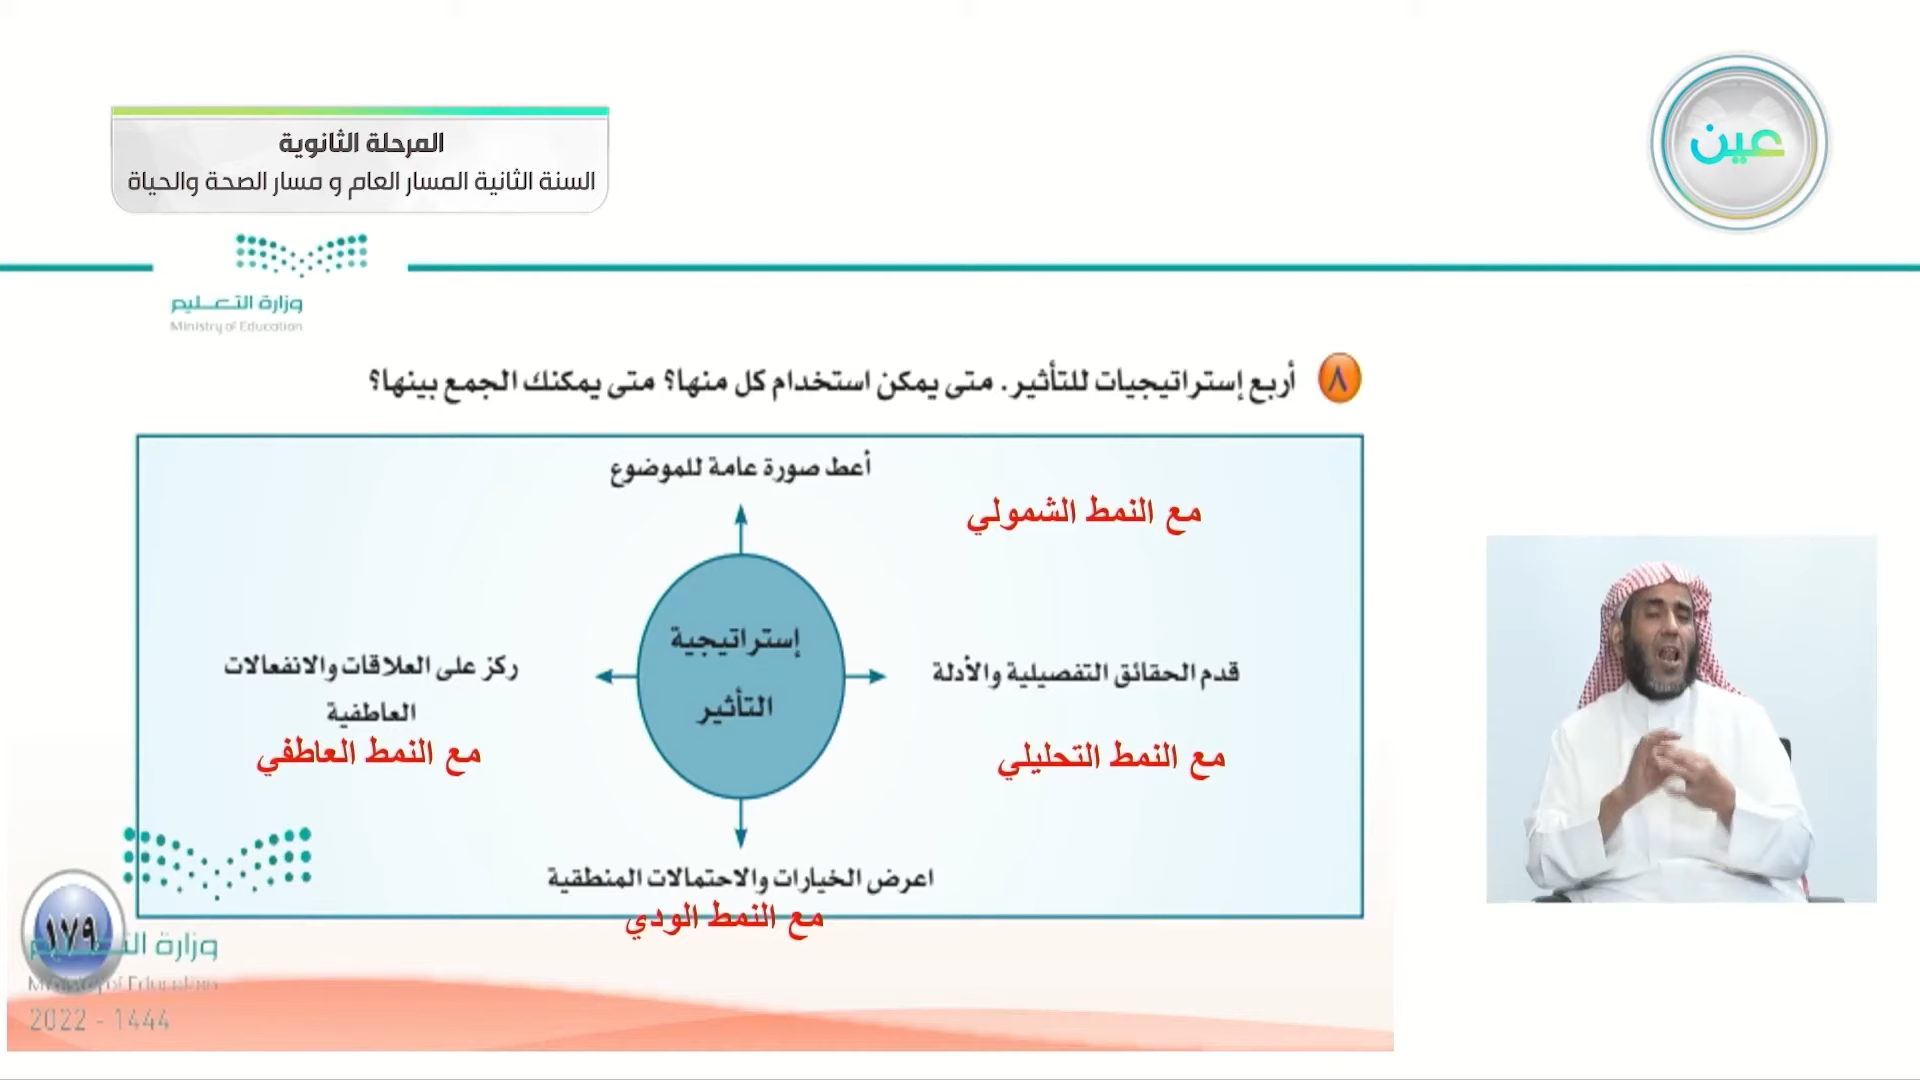 المرحلة الثانوية
السنة الثانية المسار العام و مسار الصحة والحياة
عين
وزارة التعليم
Ministry of Education
٨ أربع إستراتيجيات للتأثير. متى يمكن استخدام كل منها؟ متى يمكنك الجمع بينها؟
أعط صورة عامة للموضوع
مع النمط الشمولي
إستراتيجية
التأثير
قدم الحقائق التفصيلية والأدلة
مع النمط التحليلي
ركز على العلاقات والانفعالات
العاطفية
مع النمط العاطفي
اعرض الخيارات والاحتمالات المنطقية
مع النمط الودي
١٧٩
وزارة التعليم
Ministry of Education
2022 - 1444